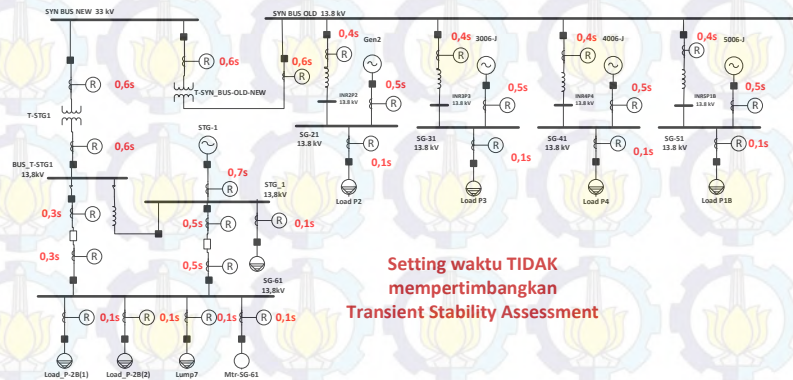 SYN BUS NEW 33 kV
SYN BUS OLD 13.8 kV
0,4s
Gen2
0,4s
3006-J
0,4s
4006-J
0,4s
5006-J
R
R
R
R
R
R
R
0,6s
0,6s
0,6s
R
T-SYN_BUS-OLD-NEW
0,5s
0,5s
0,5s
0,5s
R
R
R
R
INR2P2
13.8 kV
INR3P3
13.8 kV
INR4P4
13.8 kV
INR5P1B
13.8 kV
T-STG1
STG-1
SG-21
13.8 kV
SG-31
13.8 kV
SG-41
13.8 kV
SG-51
13.8 kV
R
0,6s
R
0,1s
R
0,1s
R
0,1s
R
0,1s
BUS_T-STG1
13,8kV
0,7s
R
STG_1
13,8kV
Load P2
Load P3
Load P4
Load P1B
0,3s
R
0,5s
R
R
0,1s
0,3s
R
0,5s
R
SG-61
13,8kV
Setting waktu TIDAK
mempertimbangkan
Transient Stability Assessment
R
0,1s
R
0,1s
R
0,1s
R
0,1s
Load_P-2B(1)
Load_P-2B(2)
Lump7
Mtr-SG-61